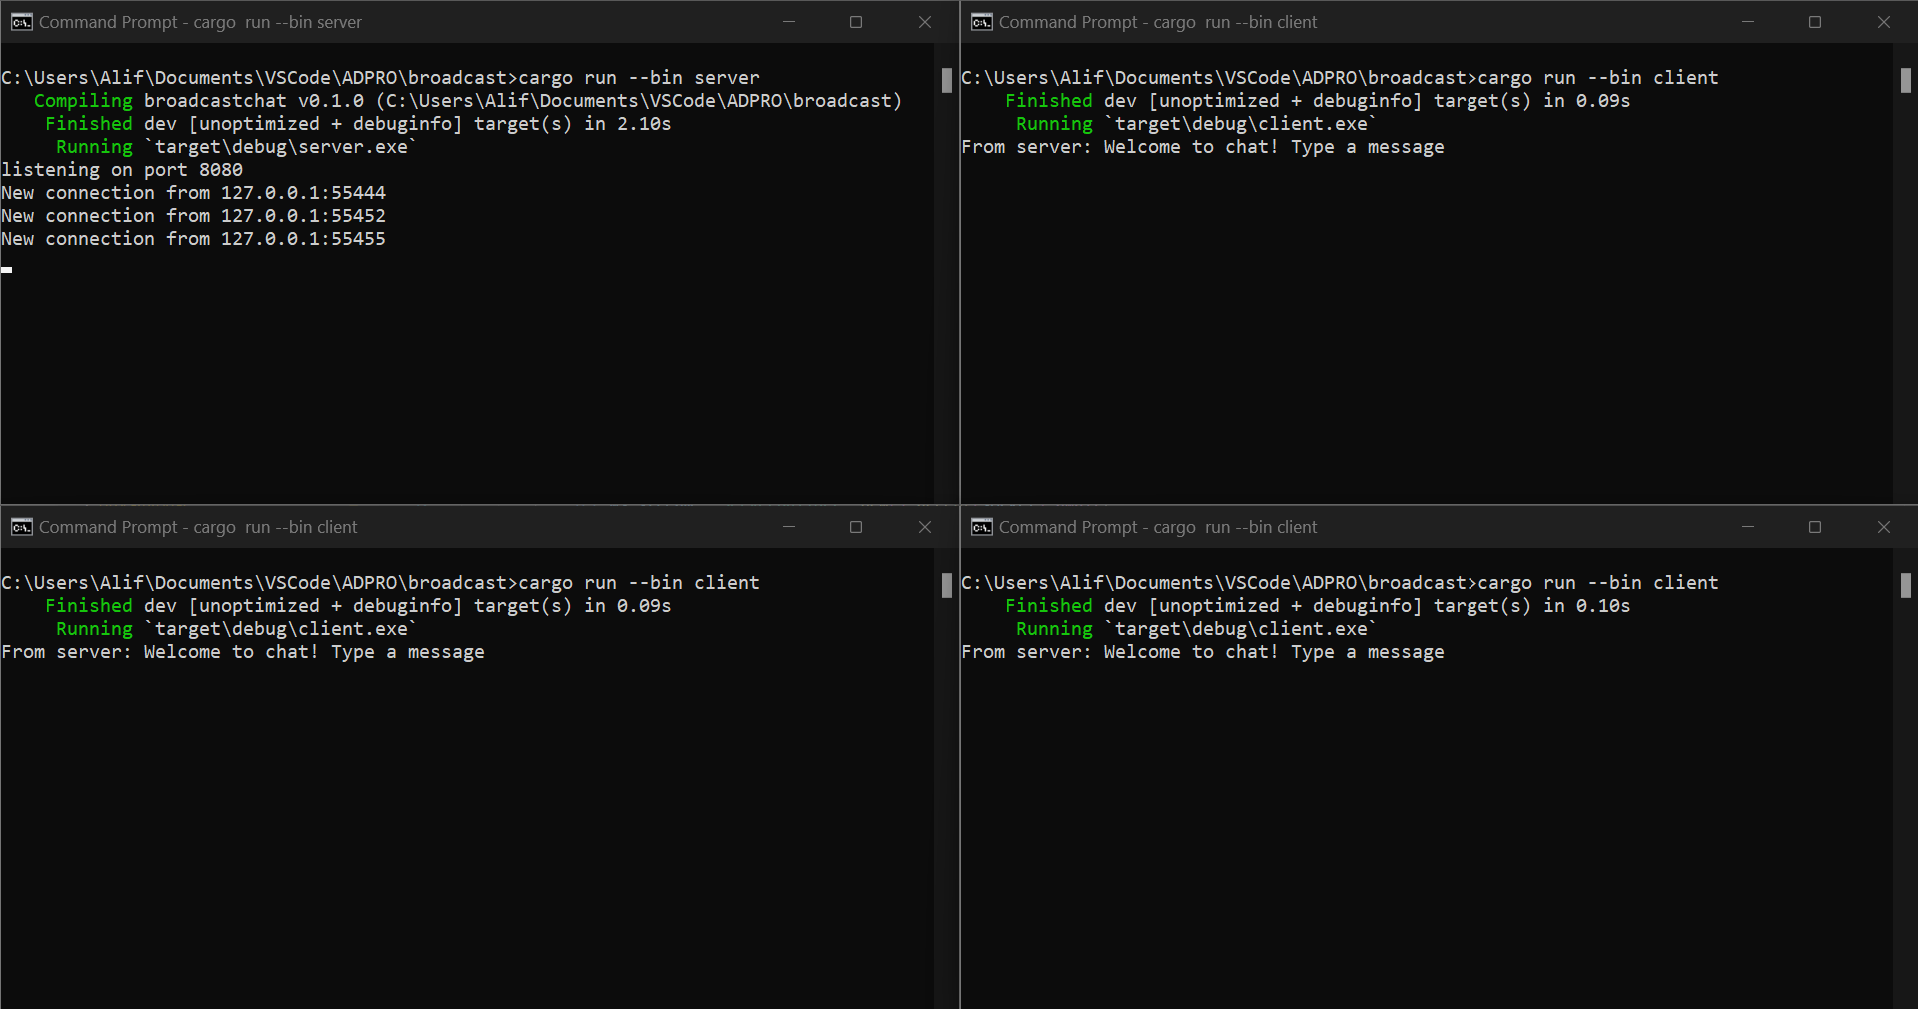 Command Prompt - cargo  run --bin server
C:\Users\Alif\Documents\VSCode\ADPRO\broadcast>cargo run --bin server
Compiling broadcastchat v0.1.0 (C:\Users\Alif\Documents\VSCode\ADPRO\broadcast)
Finished dev [unoptimized + debuginfo] target(s) in 2.10s
Running `target\debug\server.exe`
listening on port 8080
New connection from 127.0.0.1:55444
New connection from 127.0.0.1:55452
New connection from 127.0.0.1:55455
Command Prompt - cargo  run --bin client
C:\Users\Alif\Documents\VSCode\ADPRO\broadcast>cargo run --bin client
Finished dev [unoptimized + debuginfo] target(s) in 0.09s
Running `target\debug\client.exe`
From server: Welcome to chat! Type a message
Command Prompt - cargo  run --bin client
C:\Users\Alif\Documents\VSCode\ADPRO\broadcast>cargo run --bin client
Finished dev [unoptimized + debuginfo] target(s) in 0.09s
Running `target\debug\client.exe`
From server: Welcome to chat! Type a message
Command Prompt - cargo  run --bin client
C:\Users\Alif\Documents\VSCode\ADPRO\broadcast>cargo run --bin client
Finished dev [unoptimized + debuginfo] target(s) in 0.10s
Running `target\debug\client.exe`
From server: Welcome to chat! Type a message